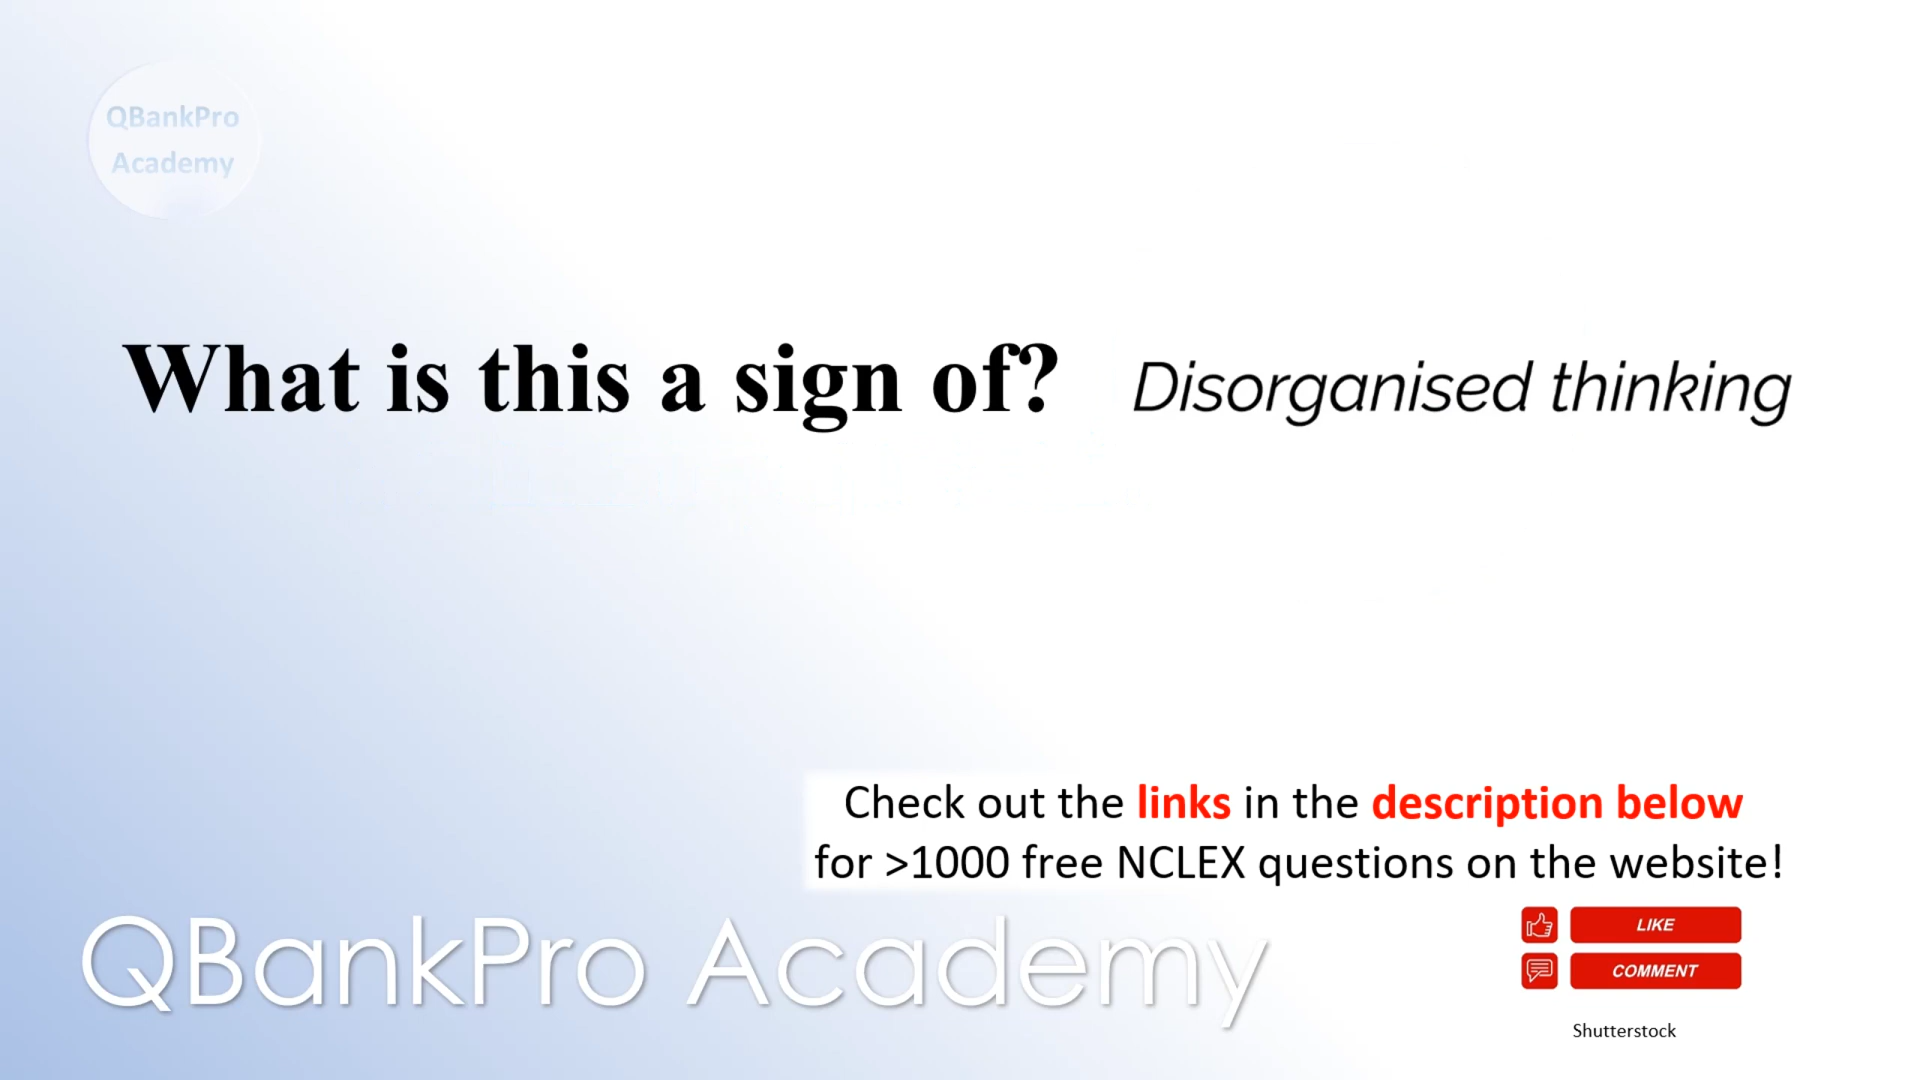 QBankPro
Academy
What is this a sign of? Disorganised thinking
Check out the links in the description below
for >1000 free NCLEX questions on the website!
QBankPro Academy
LIKE
COMMENT
Shutterstock